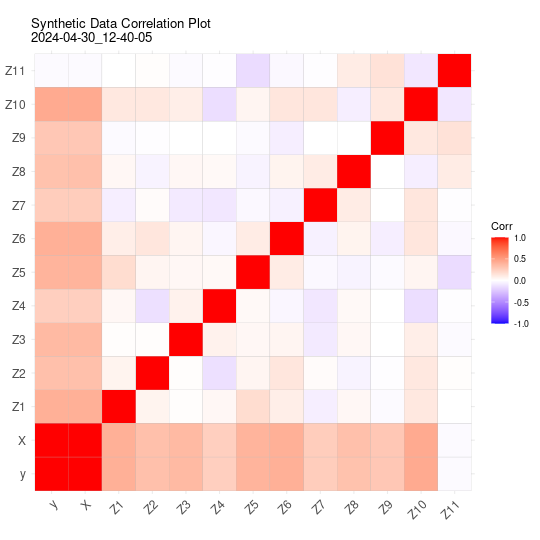 Synthetic Data Correlation Plot
2024-04-30_12-40-05
Z11
Z10
Z9
Z8
Z7
Z6
Z5
Z4
Z3
Z2
Z1
X
y
Corr
1.0
0.5
0.0
-0.5
-1.0
y
X
Z1
Z2
Z3
Z4
Z5
Z6
Z7
Z8
Z9
Z10
Z11